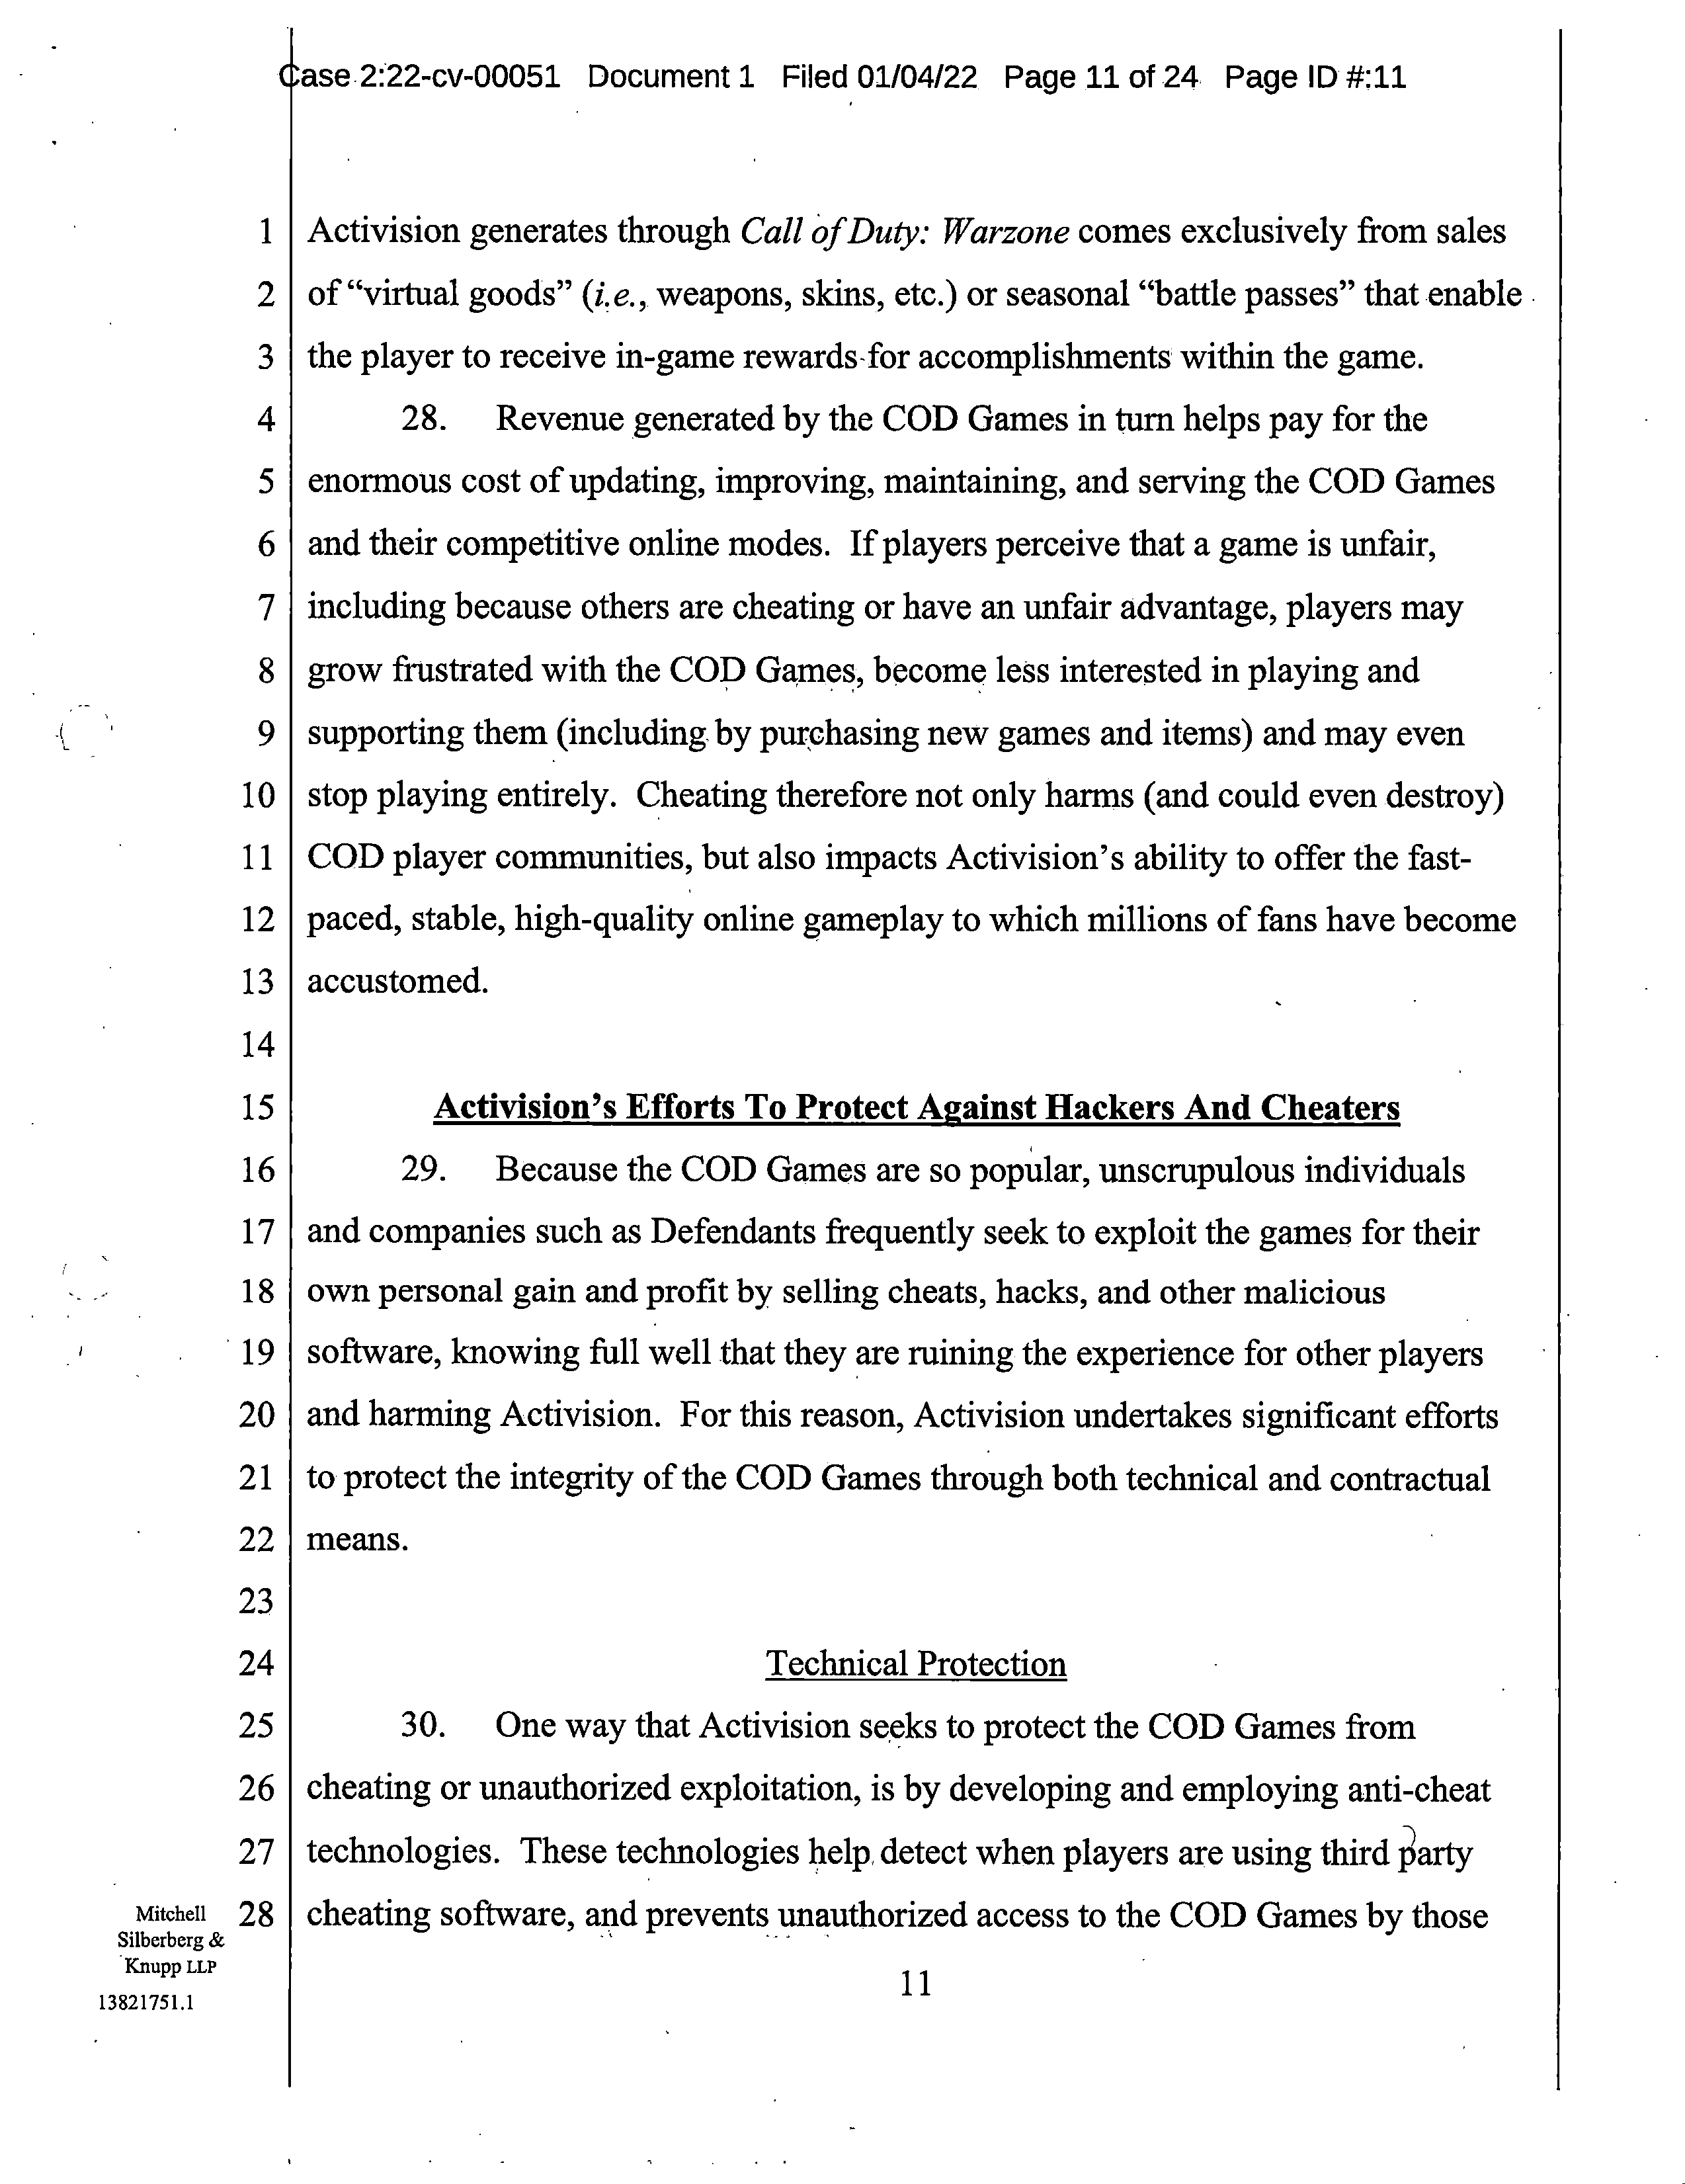 Case 2:22-cv-00051 Document 1 Filed 01/04/22 Page 11 of 24 Page ID #:11
1 Activision generates through Call of Duty: Warzone comes exclusively from sales
2 of “virtual goods” (i.e., weapons, skins, etc.) or seasonal “battle passes” that enable
3 the player to receive in-game rewards for accomplishments within the game.
4 28. Revenue generated by the COD Games in turn helps pay for the
5 enormous cost of updating, improving, maintaining, and serving the COD Games
6 and their competitive online modes. If players perceive that a game is unfair,
7 including because others are cheating or have an unfair advantage, players may
8 grow frustrated with the COD Games, become less interested in playing and
9 supporting them (including by purchasing new games and items) and may even
10 stop playing entirely. Cheating therefore not only harms (and could even destroy)
11 COD player communities, but also impacts Activision’s ability to offer the fast-
12 paced, stable, high-quality online gameplay to which millions of fans have become
13 accustomed.
14
15 Activision’s Efforts To Protect Against Hackers And Cheaters
16 29. Because the COD Games are so popular, unscrupulous individuals
17 and companies such as Defendants frequently seek to exploit the games for their
18 own personal gain and profit by selling cheats, hacks, and other malicious
19 software, knowing full well that they are ruining the experience for other players
20 and harming Activision. For this reason, Activision undertakes significant efforts
21 to protect the integrity of the COD Games through both technical and contractual
22 means.
23
24 Technical Protection
25 30. One way that Activision seeks to protect the COD Games from
26 cheating or unauthorized exploitation, is by developing and employing anti-cheat
27 technologies. These technologies help detect when players are using third party
28 cheating software, and prevents unauthorized access to the COD Games by those
Mitchell
Silberberg &
Knupp LLP
13821751.1
11